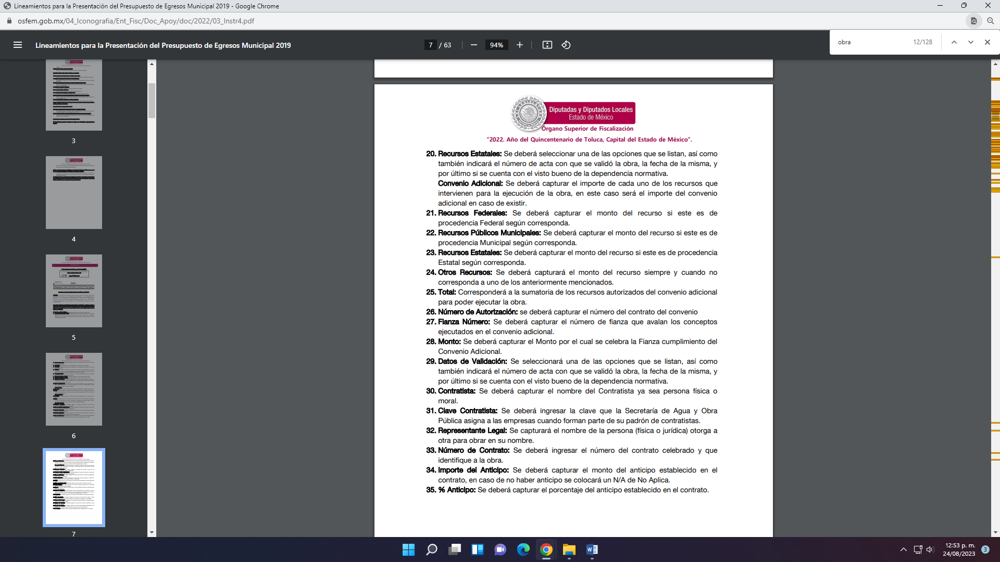 Lineamientos para la Presentación del Presupuesto de Egresos Municipal 2019 - Google Chrome
osfem.gob.mx/04_Iconografia/Ent_Fisc/Doc_Apoy/doc/2022/03_Instr4.pdf
Lineamientos para la Presentación del Presupuesto de Egresos Municipal 2019
7 / 63
94%
obra
12/128
3
4
5
6
7
Diputadas y Diputados Locales
Estado de México
Órgano Superior de Fiscalización
“2022. Año del Quincentenario de Toluca, Capital del Estado de México”.
20. Recursos Estatales: Se deberá seleccionar una de las opciones que se listan, así como
también indicará el número de acta con que se validó la obra, la fecha de la misma, y
por último si se cuenta con el visto bueno de la dependencia normativa.
Convenio Adicional: Se deberá capturar el importe de cada uno de los recursos que
intervienen para la ejecución de la obra, en este caso será el importe del convenio
adicional en caso de existir.
21. Recursos Federales: Se deberá capturar el monto del recurso si este es de
procedencia Federal según corresponda.
22. Recursos Públicos Municipales: Se deberá capturar el monto del recurso si este es de
procedencia Municipal según corresponda.
23. Recursos Estatales: Se deberá capturar el monto del recurso si este es de procedencia
Estatal según corresponda.
24. Otros Recursos: Se deberá capturará el monto del recurso siempre y cuando no
corresponda a uno de los anteriormente mencionados.
25. Total: Corresponderá a la sumatoria de los recursos autorizados del convenio adicional
para poder ejecutar la obra.
26. Número de Autorización: se deberá capturar el número del contrato del convenio
27. Fianza Número: Se deberá capturar el número de fianza que avalan los conceptos
ejecutados en el convenio adicional.
28. Monto: Se deberá capturar el Monto por el cual se celebra la Fianza cumplimiento del
Convenio Adicional.
29. Datos de Validación: Se seleccionará una de las opciones que se listan, así como
también indicará el número de acta con que se validó la obra, la fecha de la misma, y
por último si se cuenta con el visto bueno de la dependencia normativa.
30. Contratista: Se deberá capturar el nombre del Contratista ya sea persona física o
moral.
31. Clave Contratista: Se deberá ingresar la clave que la Secretaría de Agua y Obra
Pública asigna a las empresas cuando forman parte de su padrón de contratistas.
32. Representante Legal: Se capturará el nombre de la persona (física o jurídica) otorga a
otra para obrar en su nombre.
33. Número de Contrato: Se deberá ingresar el número del contrato celebrado y que
identifique a la obra.
34. Importe del Anticipo: Se deberá capturar el monto del anticipo establecido en el
contrato, en caso de no haber anticipo se colocará un N/A de No Aplica.
35. % Anticipo: Se deberá capturar el porcentaje del anticipo establecido en el contrato.
12:53 p. m.
24/08/2023
3